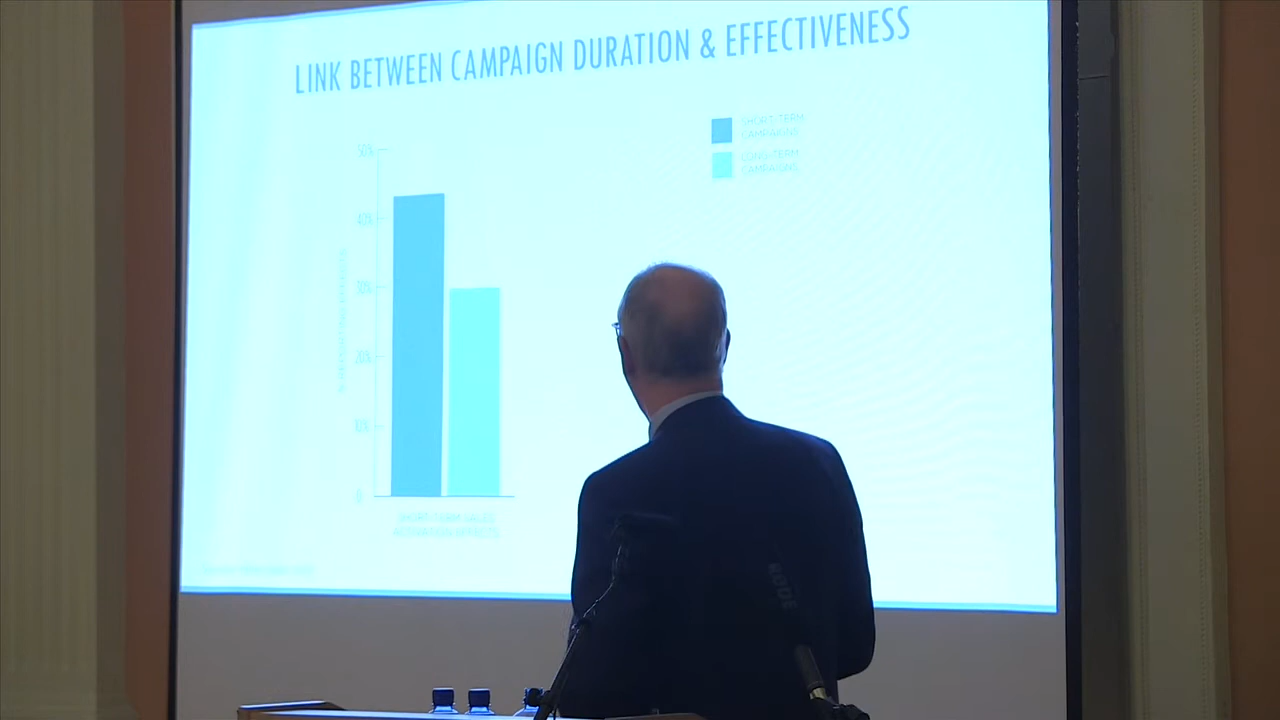 LINK BETWEEN CAMPAIGN DURATION & EFFECTIVENESS
SHORT-TERM
CAMPAIGNS
LONG-TERM
CAMPAIGNS
50%
40%
30%
20%
10%
0
SHORT-TERM SALES
ACTIVATION EFFECTS
RODE